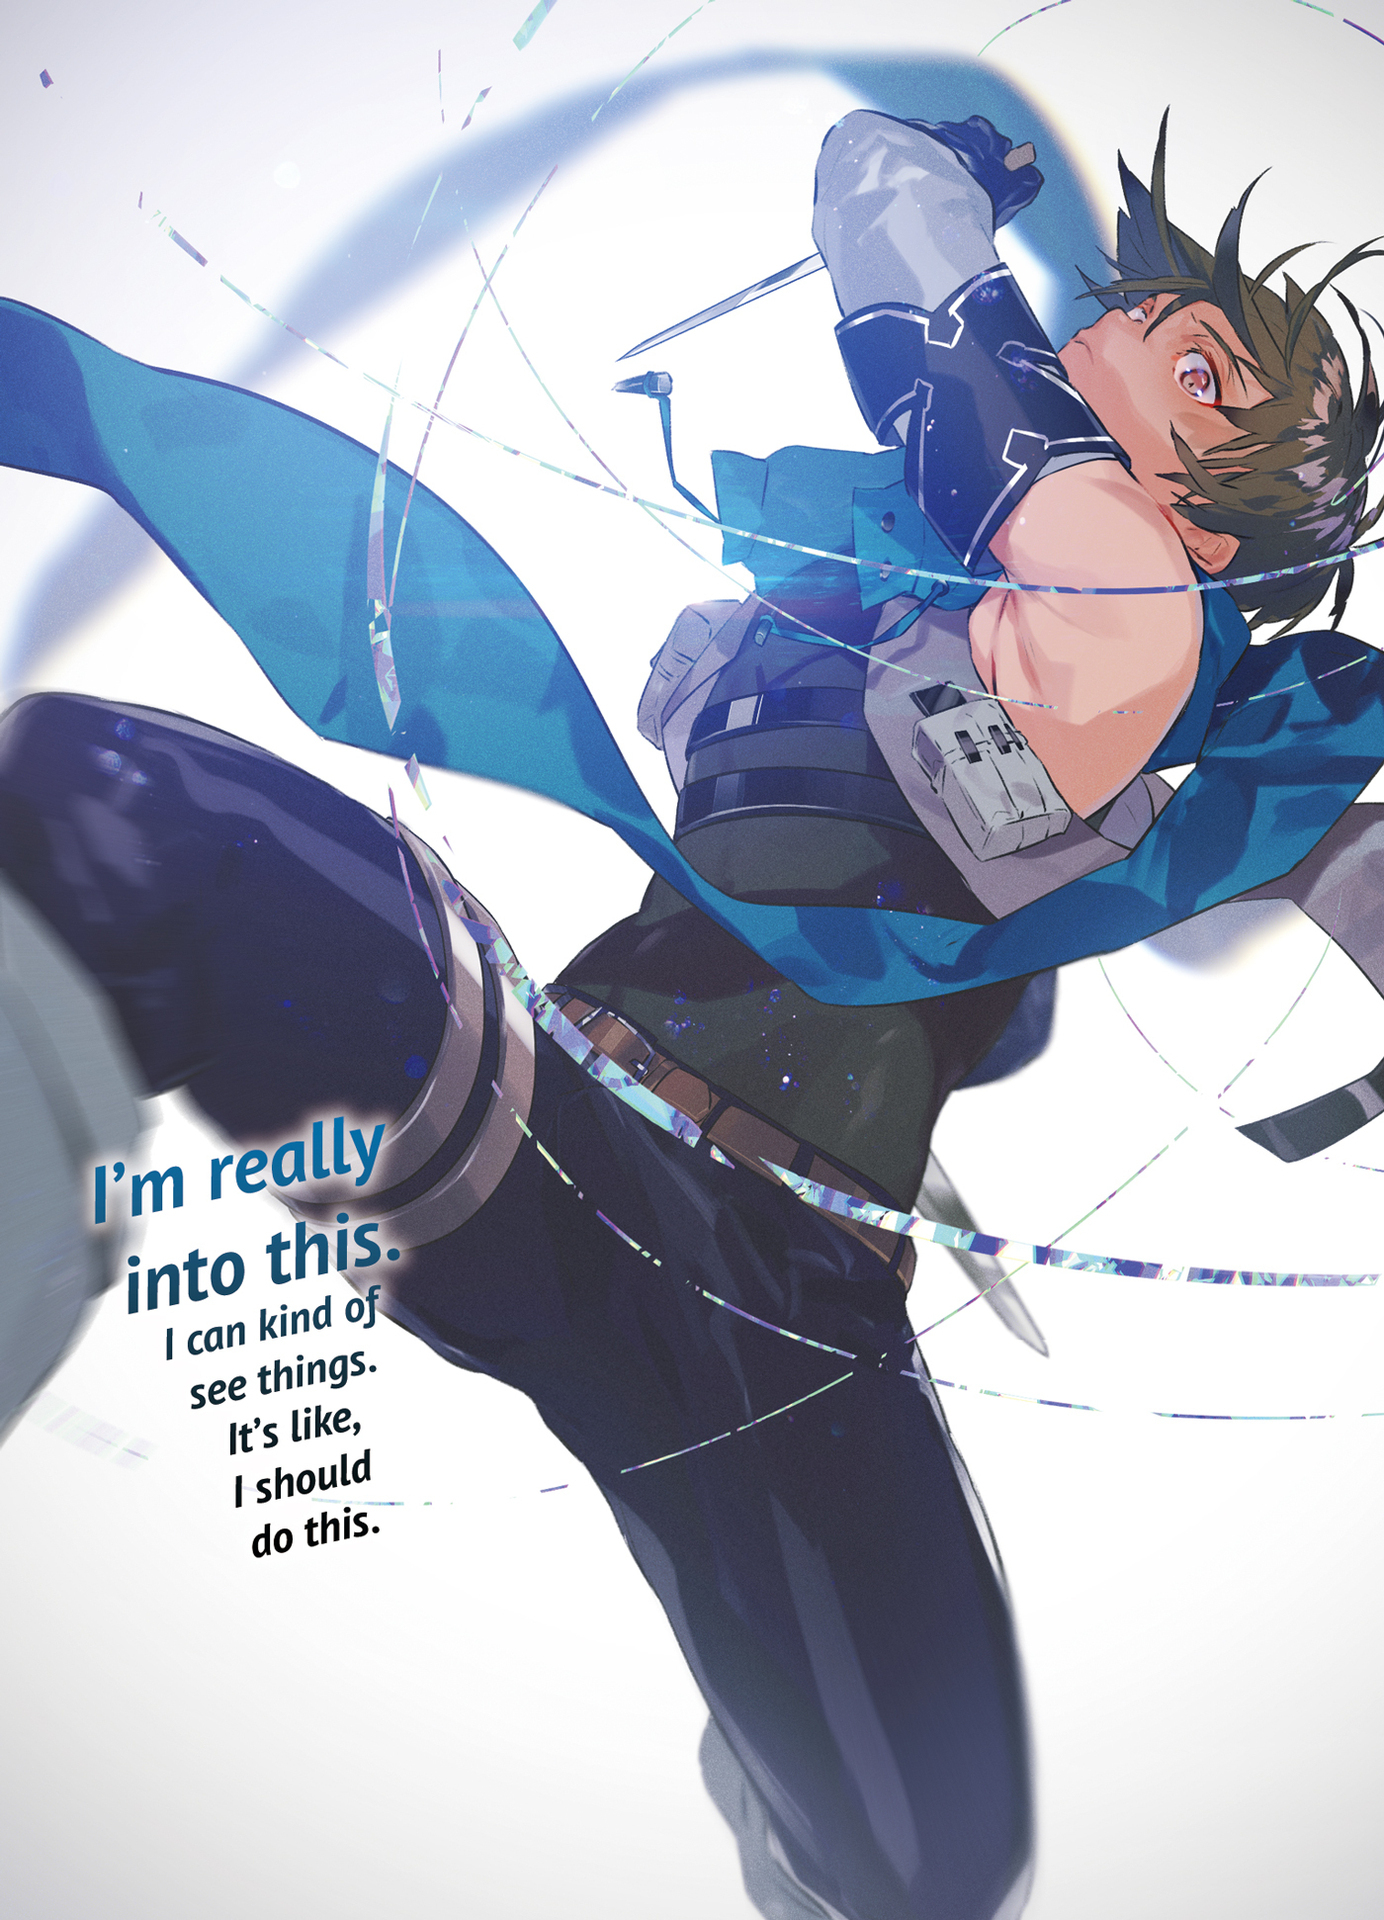 I’m really
into this.
I can kind of
see things.
It’s like,
I should
do this.